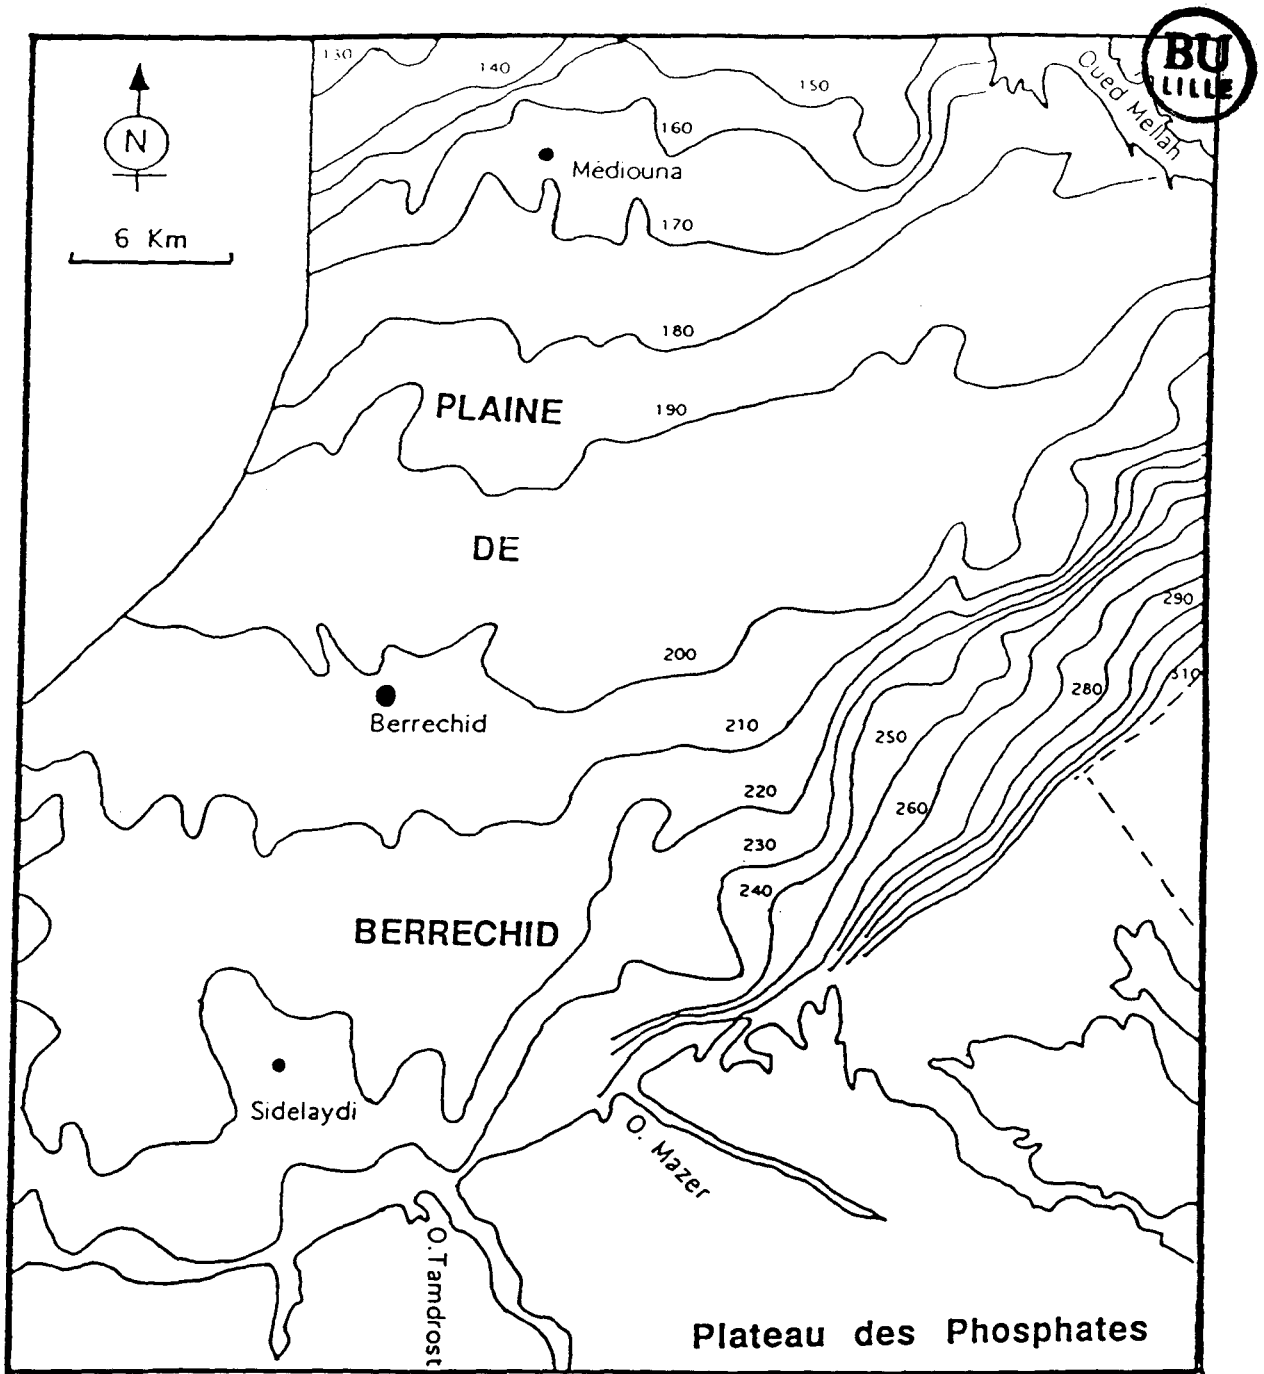 BU
LILLE
130
140
150
Oued Mellah
N
160
Médiouna
6 Km
170
180
PLAINE
190
DE
290
200
310
280
Berrechid
210
250
220
260
230
240
BERRECHID
Sidelaydi
O. Mazer
O.Tamdrost
Plateau des Phosphates